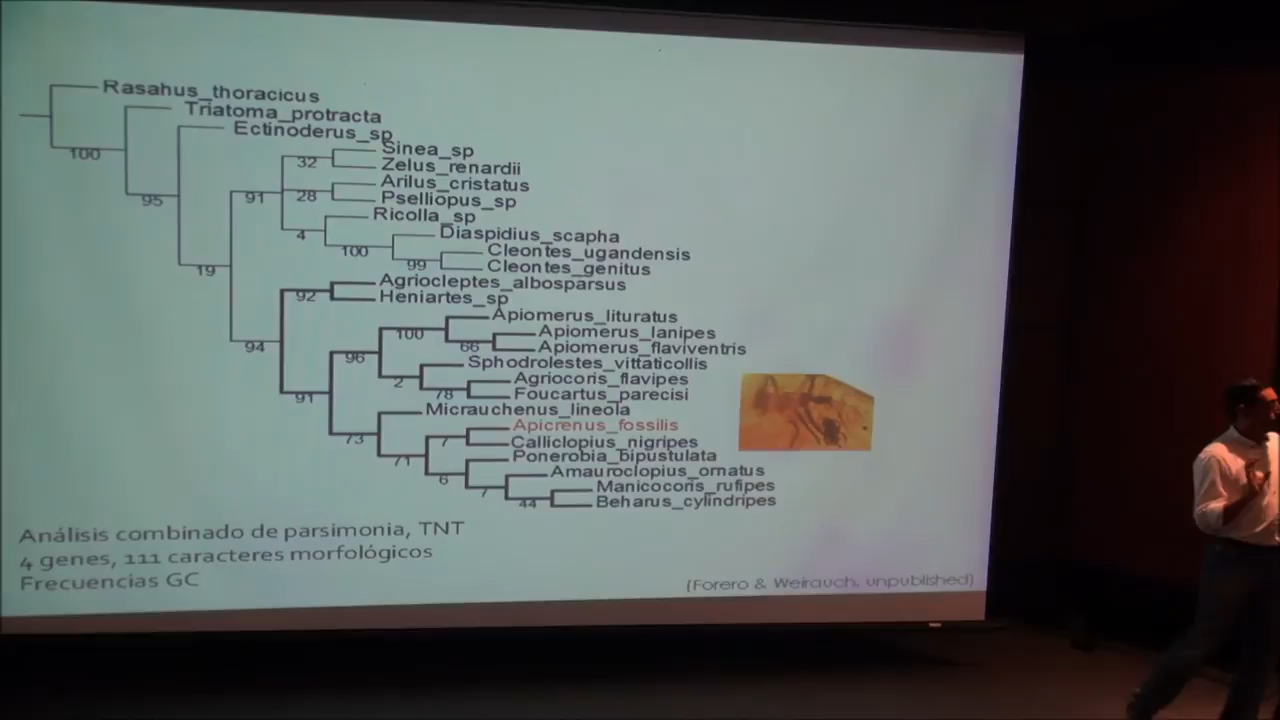 Rasahus_thoracicus
Triatoma_protracta
100
Ectinoderus_sp
95
Sinea_sp
32
Zelus_renardii
Arilus_cristatus
91
28
Pselliopus_sp
Ricolla_sp
4
Diaspidius_scapha
100
Cleontes_ugandensis
99
Cleontes_genitus
19
Agriocleptes_albosparsus
92
Heniartes_sp
Apiomerus_lituratus
100
Apiomerus_lanipes
66
Apiomerus_flaviventris
94
96
Sphodrolestes_vittaticollis
2
Agriocoris_flavipes
78
Foucartus_parecisi
91
Micrauchenus_lineola
Apicrenus_fossilis
73
7
Calliclopius_nigripes
71
Ponerobia_bipustulata
Amauroclopius_ornatus
6
Manicocoris_rufipes
7
44
Beharus_cylindripes
Análisis combinado de parsimonia, TNT
4 genes, 111 caracteres morfológicos
Frecuencias GC
(Forero & Weirauch, unpublished)